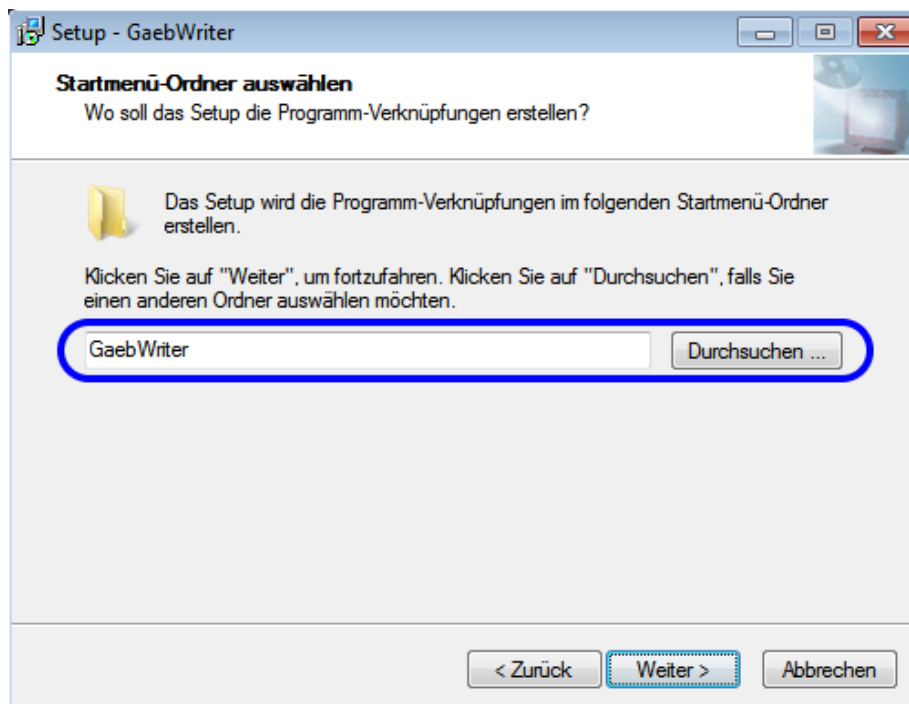 Setup - GaebWriter
Startmenü-Ordner auswählen
Wo soll das Setup die Programm-Verknüpfungen erstellen?
Das Setup wird die Programm-Verknüpfungen im folgenden Startmenü-Ordner
erstellen.
Klicken Sie auf "Weiter", um fortzufahren. Klicken Sie auf "Durchsuchen", falls Sie
einen anderen Ordner auswählen möchten.
GaebWriter
Durchsuchen ...
< Zurück
Weiter >
Abbrechen